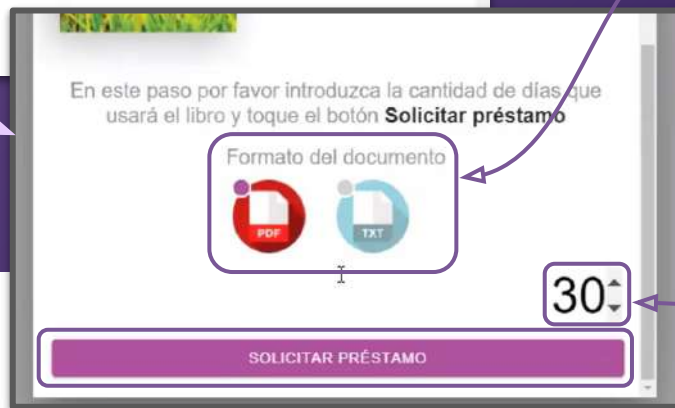 En este paso por favor introduzca la cantidad de días que
usará el libro y toque el botón Solicitar préstamo
Formato del documento
PDF TXT
30
SOLICITAR PRÉSTAMO